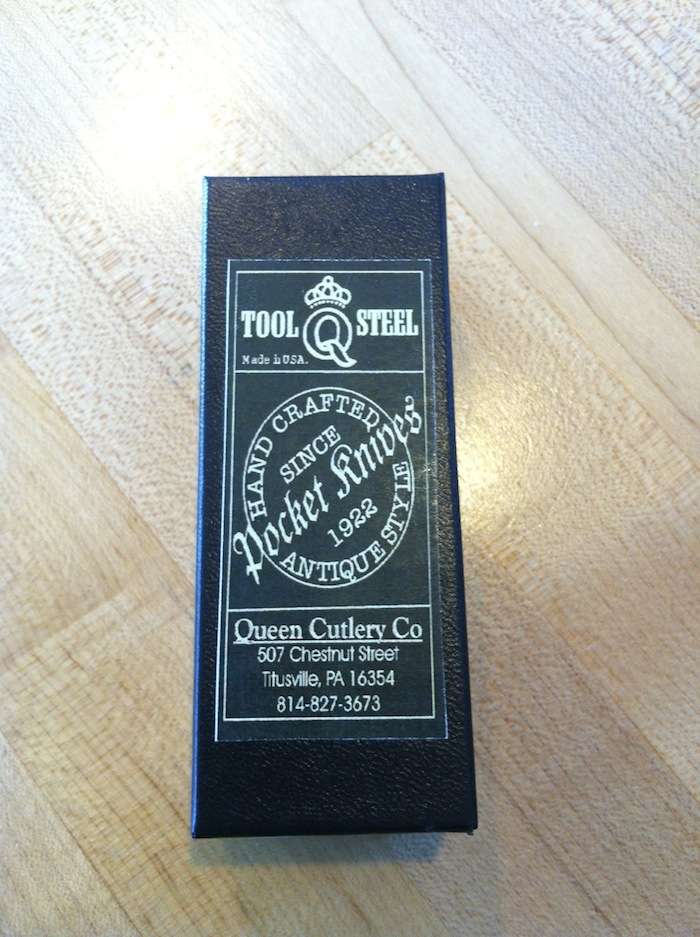 TOOL Q STEEL
Made in USA.
HAND CRAFTED
SINCE
Pocket Knives
1922
ANTIQUE STYLE
Queen Cutlery Co
507 Chestnut Street
Titusville, PA 16354
814-827-3673